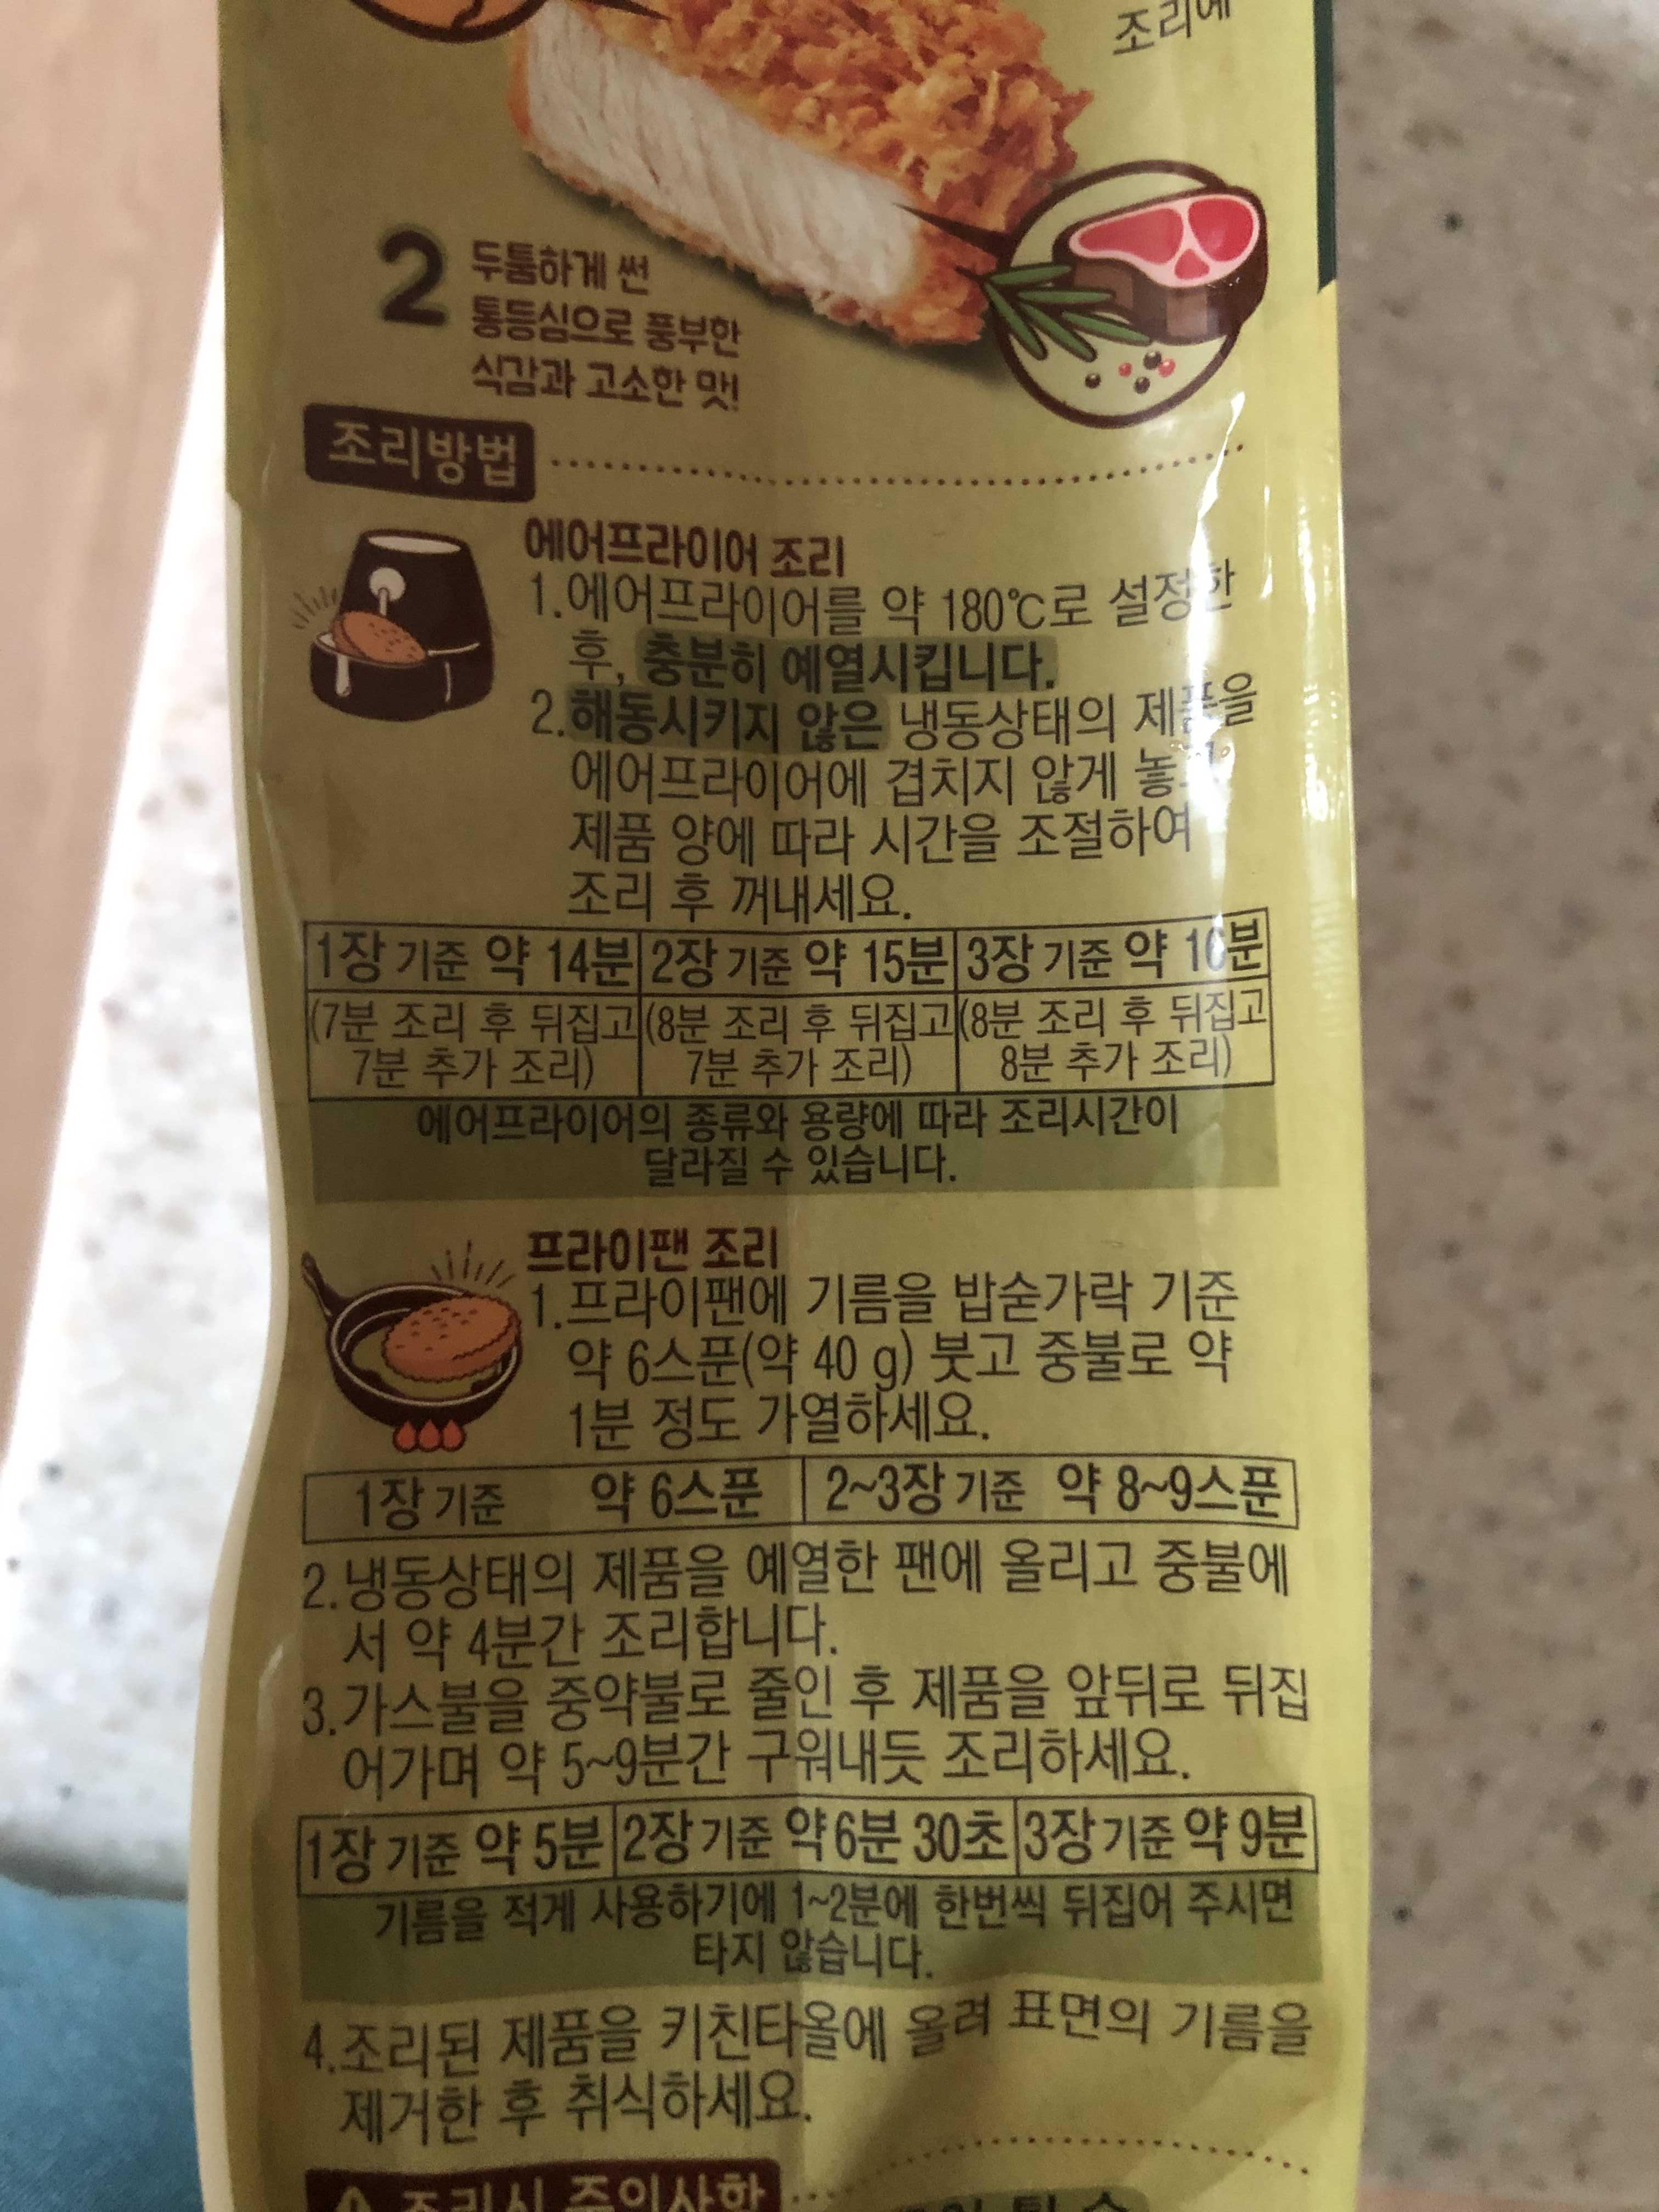 조리에
2 두툼하게 썬
통등심으로 풍부한
식감과 고소한 맛!
조리방법
에어프라이어 조리
1.에어프라이어를 약 180℃로 설정한
후, 충분히 예열시킵니다.
2.해동시키지 않은 냉동상태의 제품을
에어프라이어에 겹치지 않게 놓고
제품 양에 따라 시간을 조절하여
조리 후 꺼내세요.
1장 기준 약 14분 2장 기준 약 15분 3장 기준 약 16분
(7분 조리 후 뒤집고 (8분 조리 후 뒤집고 (8분 조리 후 뒤집고
7분 추가 조리) 7분 추가 조리) 8분 추가 조리)
에어프라이어의 종류와 용량에 따라 조리시간이
달라질 수 있습니다.
프라이팬 조리
1.프라이팬에 기름을 밥숟가락 기준
약 6스푼(약 40 g) 붓고 중불로 약
1분 정도 가열하세요.
1장 기준 약 6스푼 2~3장 기준 약 8~9스푼
2.냉동상태의 제품을 예열한 팬에 올리고 중불에
서 약 4분간 조리합니다.
3.가스불을 중약불로 줄인 후 제품을 앞뒤로 뒤집
어가며 약 5~9분간 구워내듯 조리하세요.
1장 기준 약 5분 2장 기준 약 6분 30초 3장 기준 약 9분
기름을 적게 사용하기에 1~2분에 한번씩 뒤집어 주시면
타지 않습니다.
4.조리된 제품을 키친타올에 올려 표면의 기름을
제거한 후 취식하세요.
조리시 주의사항